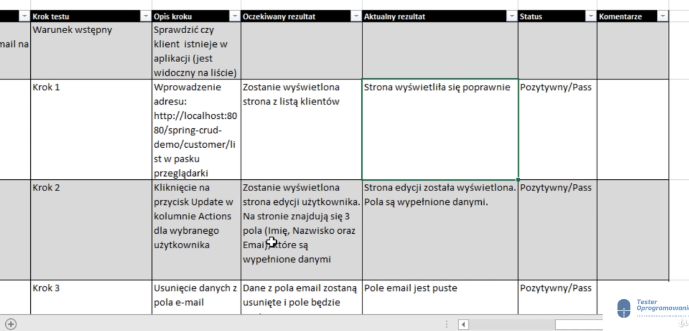 Krok testu Opis kroku Oczekiwany rezultat Aktualny rezultat Status Komentarze
mail na
Warunek wstępny
Sprawdzić czy
klient istnieje w
aplikacji (jest
widoczny na liście)
Krok 1
Wprowadzenie
adresu:
http://localhost:80
80/spring-crud-
demo/customer/li
st w pasku
przeglądarki
Zostanie wyświetlona
strona z listą klientów
Strona wyświetliła się poprawnie
Pozytywny/Pass
Krok 2
Kliknięcie na
przycisk Update w
kolumnie Actions
dla wybranego
użytkownika
Zostanie wyświetlona
strona edycji użytkownika.
Na stronie znajdują się 3
pola (Imię, Nazwisko oraz
Email), które są
wypełnione danymi
Strona edycji została wyświetlona.
Pola są wypełnione danymi.
Pozytywny/Pass
Krok 3
Usunięcie danych z
pola e-mail
Dane z pola email zostaną
usunięte i pole będzie
Pole email jest puste
Pozytywny/Pass
Tester
Oprogramowania